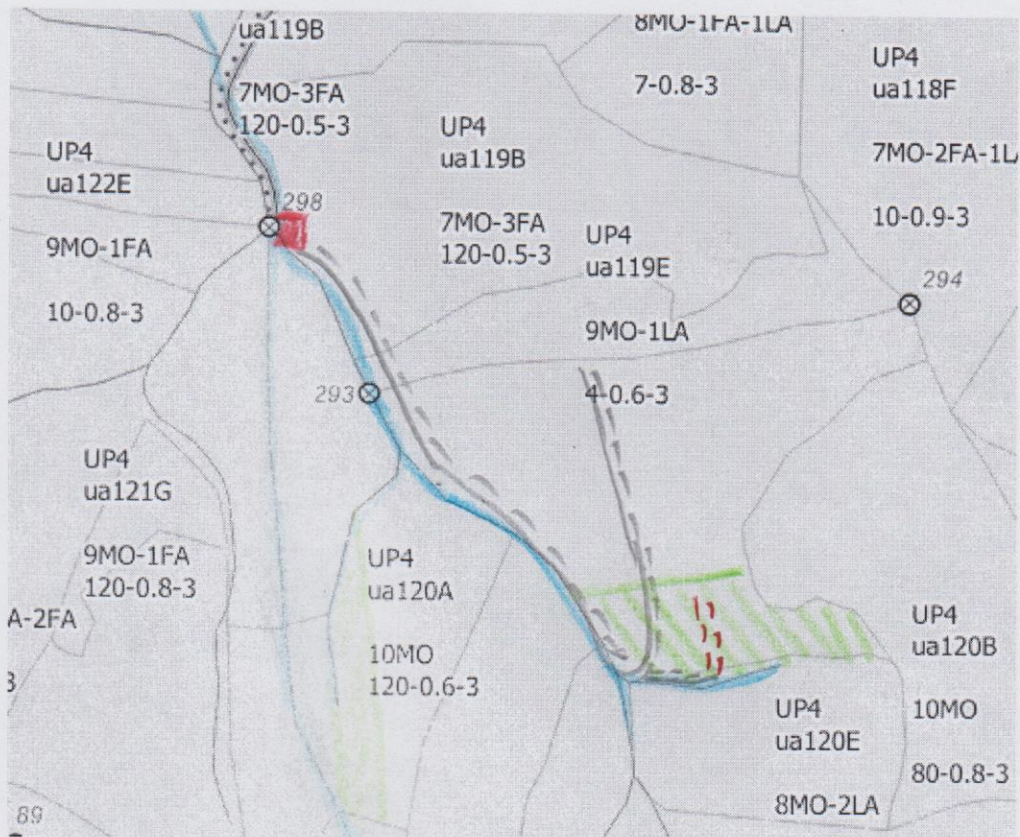 ua119B
7MO-3FA
120-0.5-3
8MO-1FA-1LA
7-0.8-3
UP4
ua118F
7MO-2FA-1L
10-0.9-3
UP4
ua119B
7MO-3FA
120-0.5-3
UP4
ua122E
9MO-1FA
10-0.8-3
298
UP4
ua119E
9MO-1LA
4-0.6-3
294
293
UP4
ua121G
9MO-1FA
120-0.8-3
A-2FA
UP4
ua120A
10MO
120-0.6-3
UP4
ua120B
10MO
80-0.8-3
UP4
ua120E
8MO-2LA
89